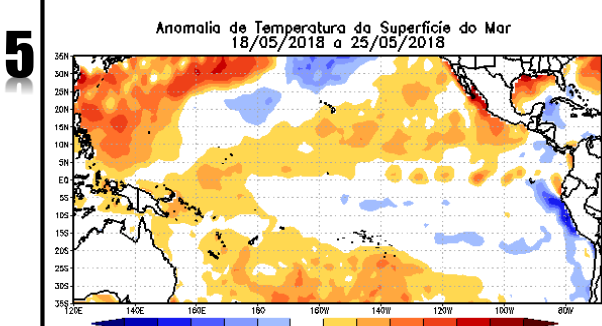 5
Anomalia de Temperatura da Superfície do Mar
18/05/2018 a 25/05/2018
35N
30N
25N
20N
15N
10N
5N
EQ
5S
10S
15S
20S
25S
30S
35S
120E 140E 160E 160 160W 140W 120W 100W 80W